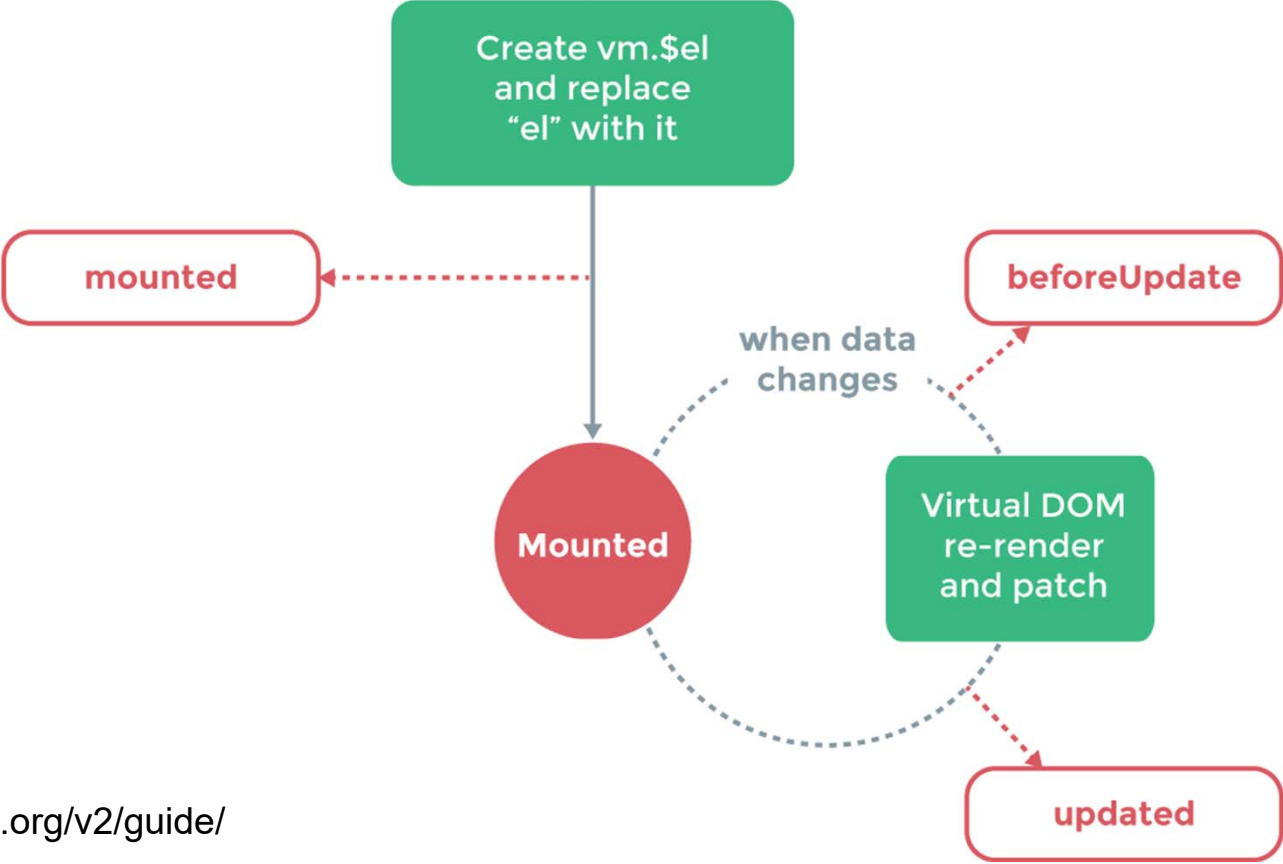 Create vm.$el
and replace
“el” with it
mounted
beforeUpdate
when data
changes
Mounted
Virtual DOM
re-render
and patch
updated
.org/v2/guide/